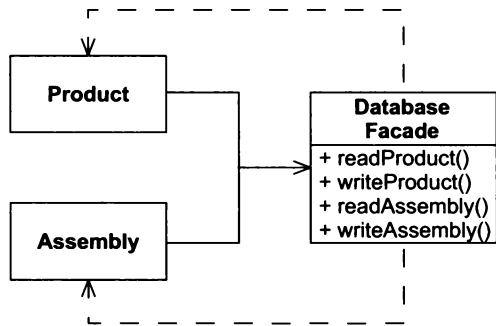 Product
Database
Facade
+ readProduct()
+ writeProduct()
+ readAssembly()
+ writeAssembly()
Assembly